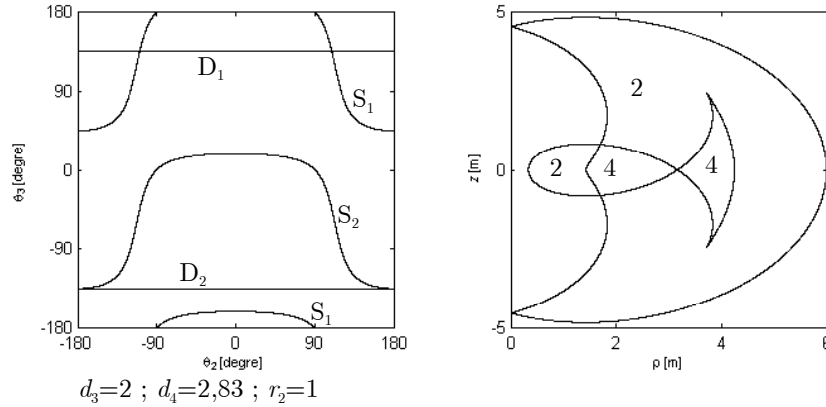 180
90
0
-90
-180
θ3 [degre]
D1
S1
S2
D2
S1
-180
-90
0
90
180
θ2 [degre]
5
0
-5
z [m]
2
2
4
4
0
2
4
6
ρ [m]
d3=2 ; d4=2,83 ; r2=1